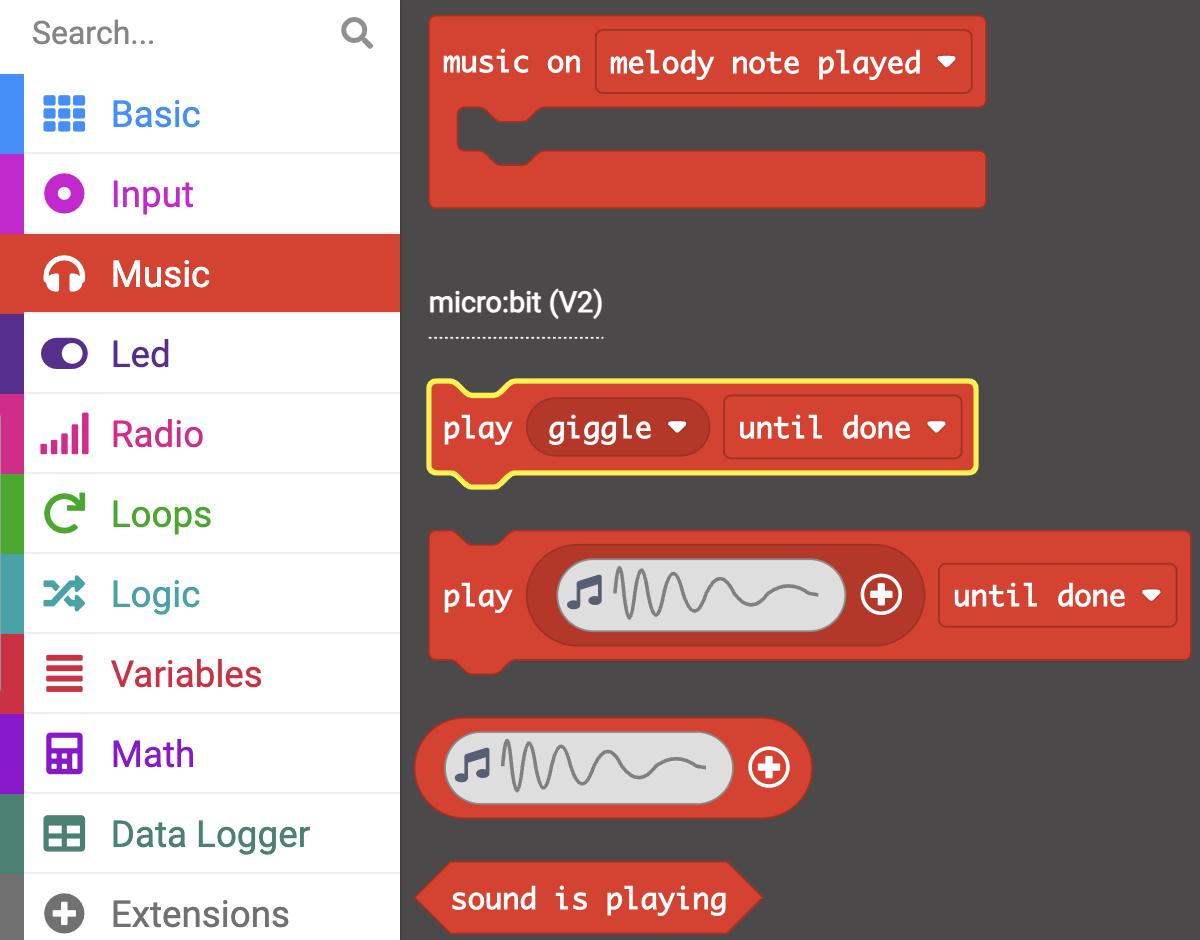 Search...
Basic
Input
Music
Led
Radio
Loops
Logic
Variables
Math
Data Logger
Extensions
music on melody note played
micro:bit (V2)
play giggle until done
play until done
sound is playing